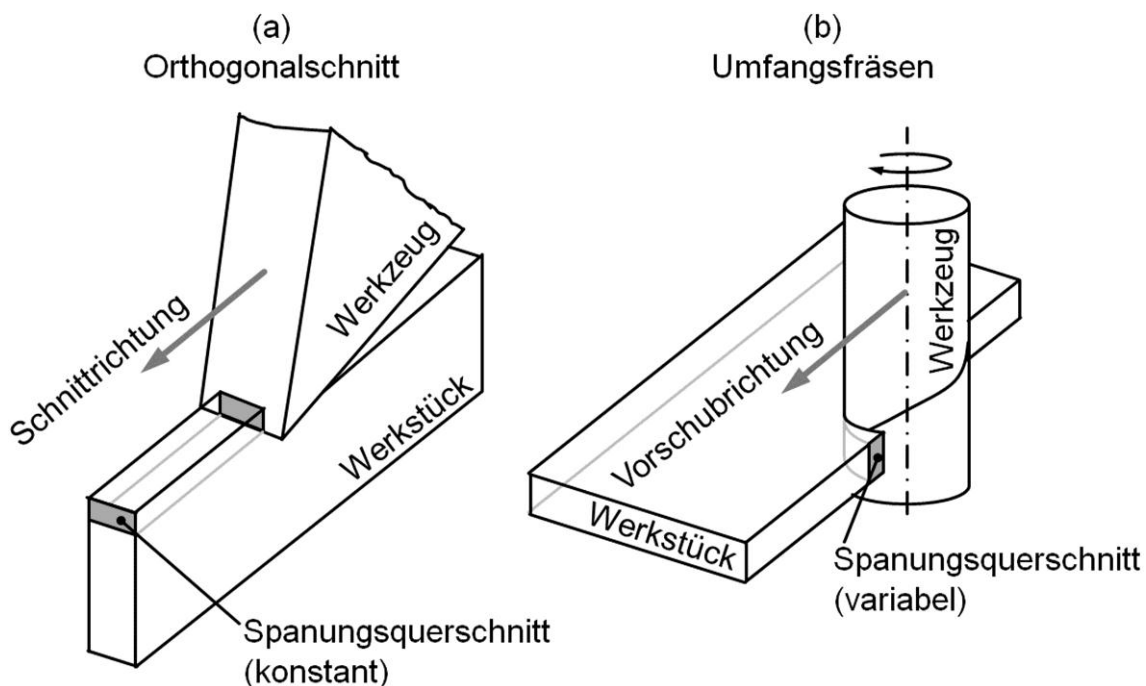 (a)
Orthogonalschnitt
Schnittrichtung
Werkzeug
Werkstück
Spanungsquerschnitt
(konstant)
(b)
Umfangsfräsen
Werkzeug
Vorschubrichtung
Werkstück
Spanungsquerschnitt
(variabel)